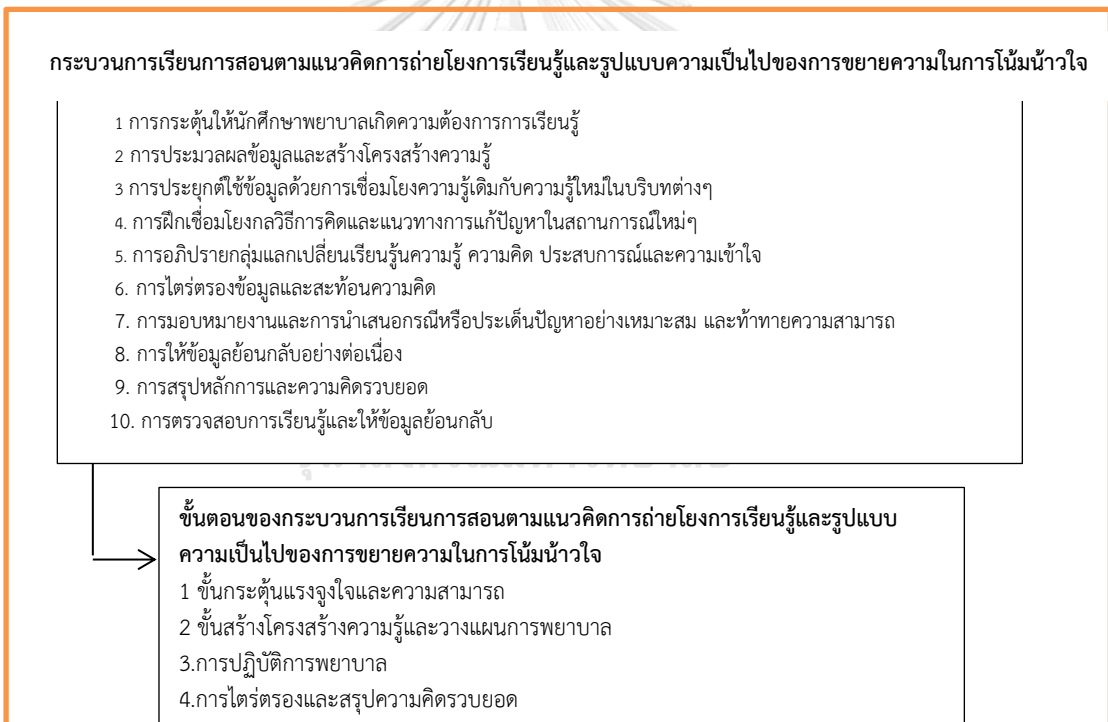 กระบวนการเรียนการสอนตามแนวคิดการถ่ายโยงการเรียนรู้และรูปแบบความเป็นไปของการขยายความในการโน้มน้าวใจ
1 การกระตุ้นให้นักศึกษาพยาบาลเกิดความต้องการการเรียนรู้
2 การประมวลผลข้อมูลและสร้างโครงสร้างความรู้
3 การประยุกต์ใช้ข้อมูลด้วยการเชื่อมโยงความรู้เดิมกับความรู้ใหม่ในบริบทต่างๆ
4. การฝึกเชื่อมโยงกลวิธีการคิดและแนวทางการแก้ปัญหาในสถานการณ์ใหม่ๆ
5. การอภิปรายกลุ่มแลกเปลี่ยนเรียนรู้นความรู้ ความคิด ประสบการณ์และความเข้าใจ
6. การไตร่ตรองข้อมูลและสะท้อนความคิด
7. การมอบหมายงานและการนำเสนอกรณีหรือประเด็นปัญหาอย่างเหมาะสม และท้าทายความสามารถ
8. การให้ข้อมูลย้อนกลับอย่างต่อเนื่อง
9. การสรุปหลักการและความคิดรวบยอด
10. การตรวจสอบการเรียนรู้และให้ข้อมูลย้อนกลับ
ขั้นตอนของกระบวนการเรียนการสอนตามแนวคิดการถ่ายโยงการเรียนรู้และรูปแบบ
ความเป็นไปของการขยายความในการโน้มน้าวใจ
1 ขั้นกระตุ้นแรงจูงใจและความสามารถ
2 ขั้นสร้างโครงสร้างความรู้และวางแผนการพยาบาล
3.การปฏิบัติการพยาบาล
4.การไตร่ตรองและสรุปความคิดรวบยอด